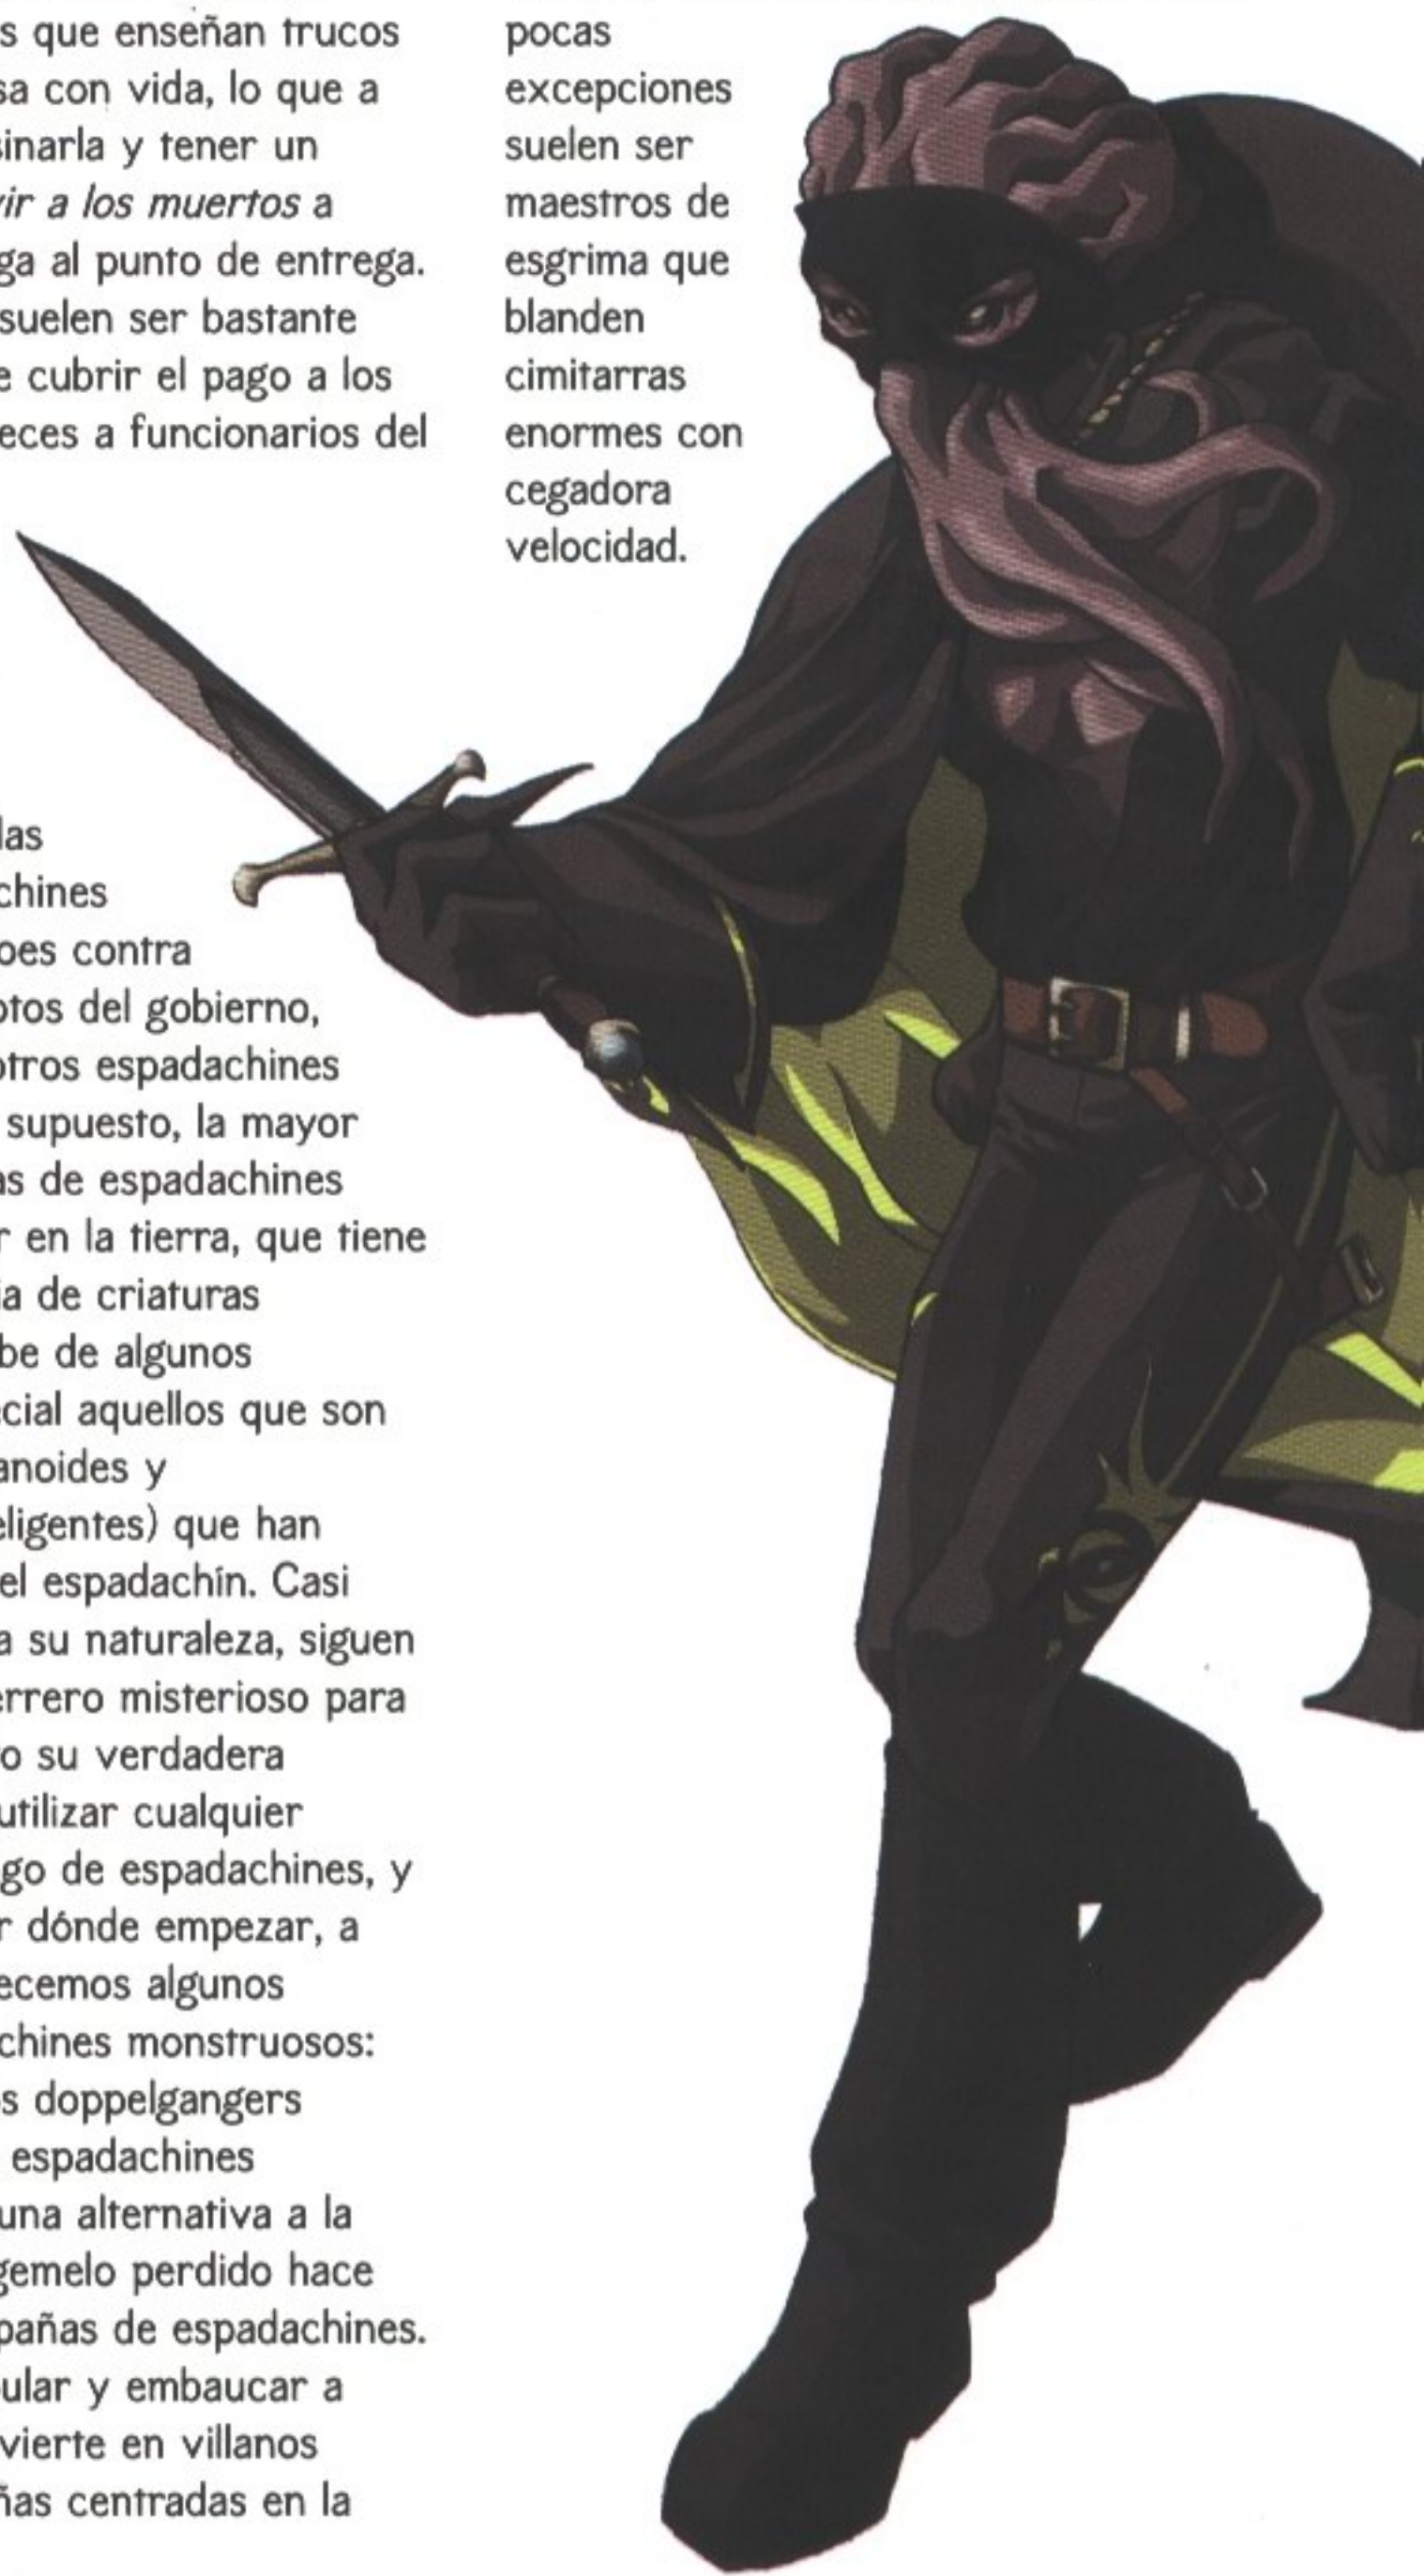 s que enseñan trucos
sa con vida, lo que a
sinarla y tener un
vir a los muertos a
ga al punto de entrega.
suelen ser bastante
e cubrir el pago a los
eces a funcionarios del
las
chines
oes contra
ptos del gobierno,
otros espadachines
supuesto, la mayor
as de espadachines
r en la tierra, que tiene
ia de criaturas
be de algunos
ecial aquellos que son
anoides y
eligentes) que han
el espadachín. Casi
a su naturaleza, siguen
errero misterioso para
o su verdadera
utilizar cualquier
go de espadachines, y
r dónde empezar, a
ecemos algunos
chines monstruosos:
s doppelgangers
espadachines
una alternativa a la
gemelo perdido hace
pañas de espadachines.
ular y embaucar a
vierte en villanos
ñas centradas en la
pocas
excepciones
suelen ser
maestros de
esgrima que
blanden
cimitarras
enormes con
cegadora
velocidad.